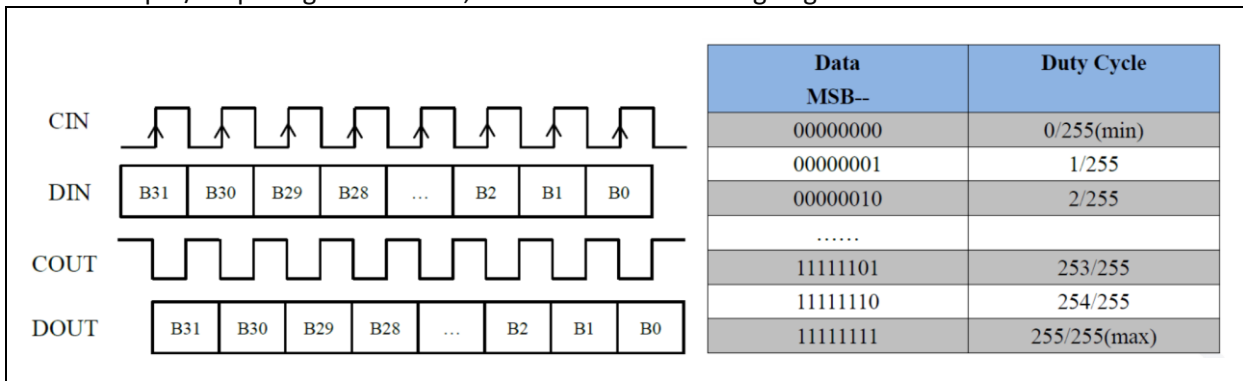 CIN
DIN B31 B30 B29 B28 ... B2 B1 B0
COUT
DOUT B31 B30 B29 B28 ... B2 B1 B0
Data Duty Cycle
MSB--
00000000 0/255(min)
00000001 1/255
00000010 2/255
......
11111101 253/255
11111110 254/255
11111111 255/255(max)